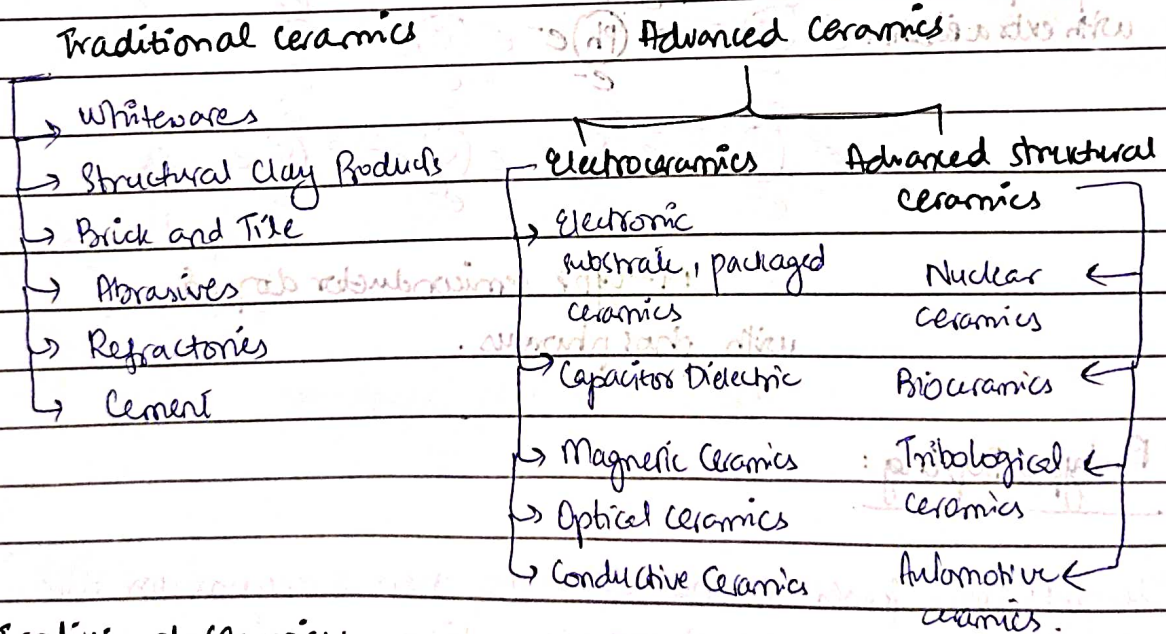 Traditional Ceramics
Whitewares
Structural Clay Products
Brick and Tile
Abrasives
Refractories
Cement
Advanced Ceramics
Electroceramics
Electronic
substrate, packaged
ceramics
Capacitor Dielectric
Magnetic Ceramics
Optical Ceramics
Conductive Ceramics
Advanced structural
ceramics
Nuclear
ceramics
Bioceramics
Tribological
ceramics
Automotive
ceramics.